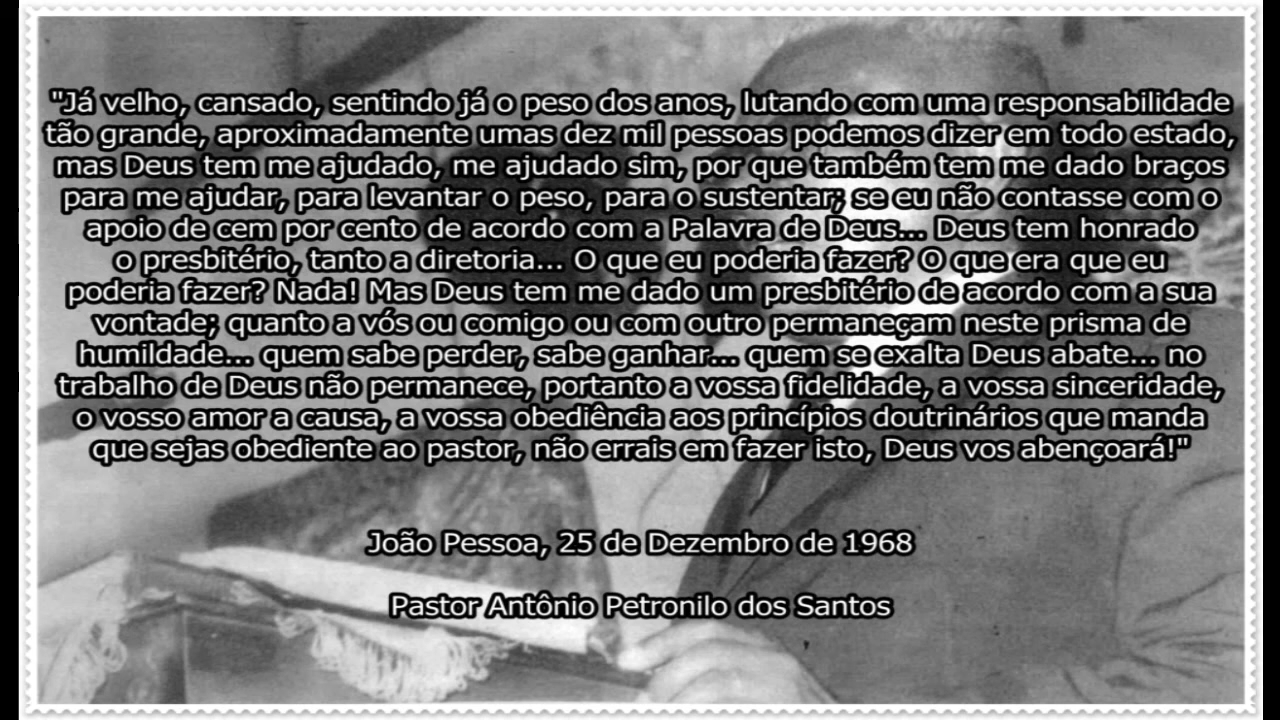 "Já velho, cansado, sentindo já o peso dos anos, lutando com uma responsabilidade
tão grande, aproximadamente umas dez mil pessoas podemos dizer em todo estado,
mas Deus tem me ajudado, me ajudado sim, por que também tem me dado braços
para me ajudar, para levantar o peso, para o sustentar; se eu não contasse com o
apoio de cem por cento de acordo com a Palavra de Deus... Deus tem honrado
o presbitério, tanto a diretoria... O que eu poderia fazer? O que era que eu
poderia fazer? Nada! Mas Deus tem me dado um presbitério de acordo com a sua
vontade; quanto a vós ou comigo ou com outro permaneçam neste prisma de
humildade... quem sabe perder, sabe ganhar... quem se exalta Deus abate... no
trabalho de Deus não permanece, portanto a vossa fidelidade, a vossa sinceridade,
o vosso amor a causa, a vossa obediência aos princípios doutrinários que manda
que sejas obediente ao pastor, não errais em fazer isto, Deus vos abençoará!"
João Pessoa, 25 de Dezembro de 1968
Pastor Antônio Petronilo dos Santos